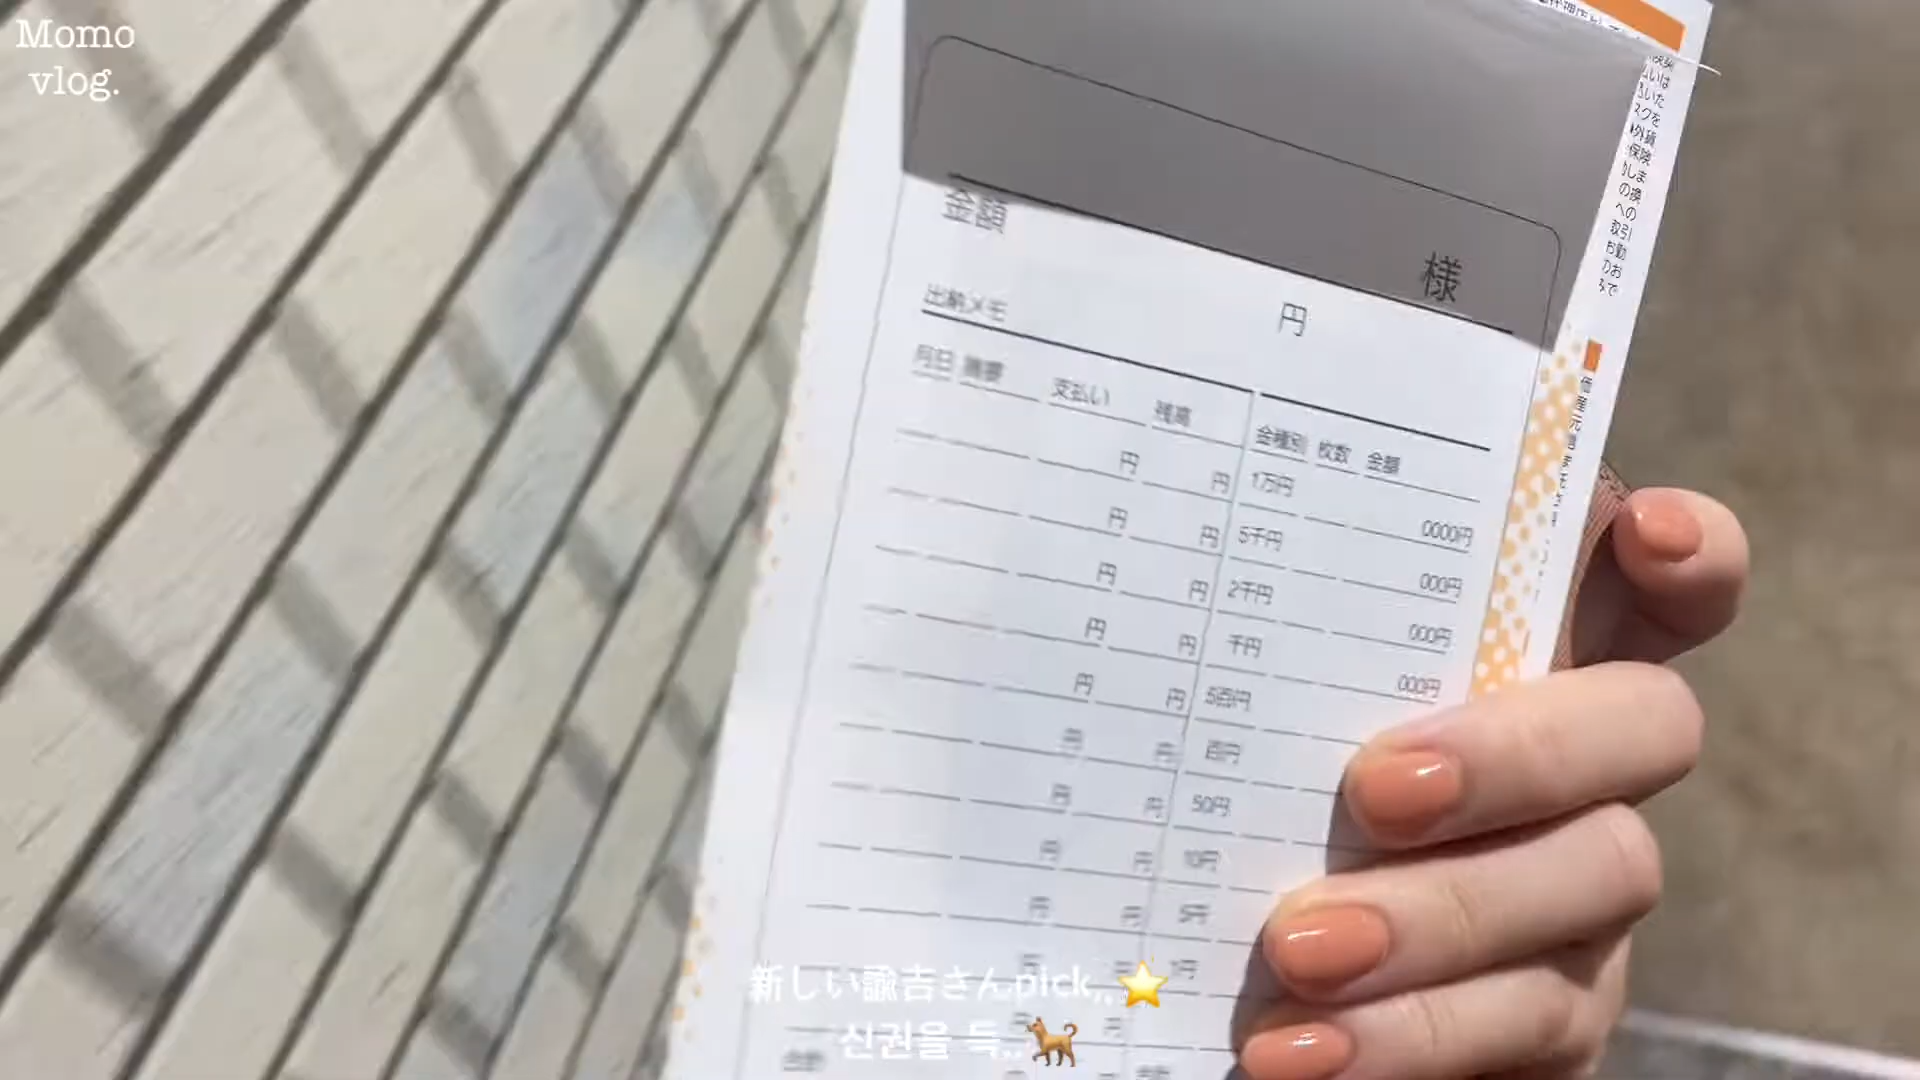 Momo
vlog.
様
金額
円
出納メモ
月日 摘要 支払い 残高
金種別 枚数 金額
円 円 1万円 0000円
円 円 5千円 000円
円 円 2千円 000円
円 円 千円 000円
円 円 5百円
円 円 百円
円 円 50円
円 円 10円
円 円 5円
円 円 1円
新しい諭吉さんpick,,⭐
신권을 득,,🐕